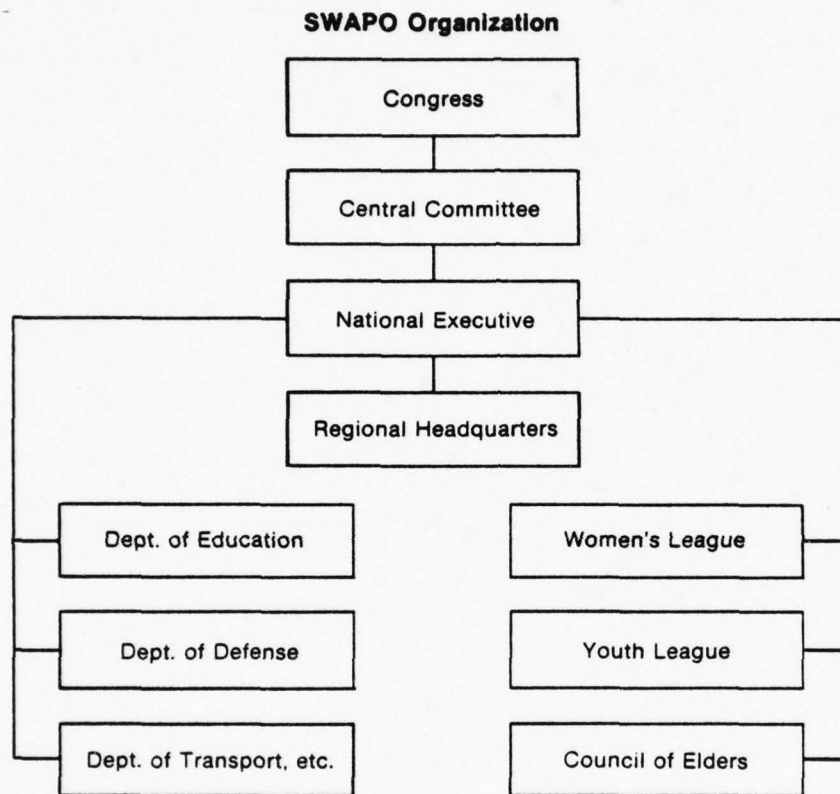 SWAPO Organization
Congress
Central Committee
National Executive
Regional Headquarters
Dept. of Education
Women's League
Dept. of Defense
Youth League
Dept. of Transport, etc.
Council of Elders